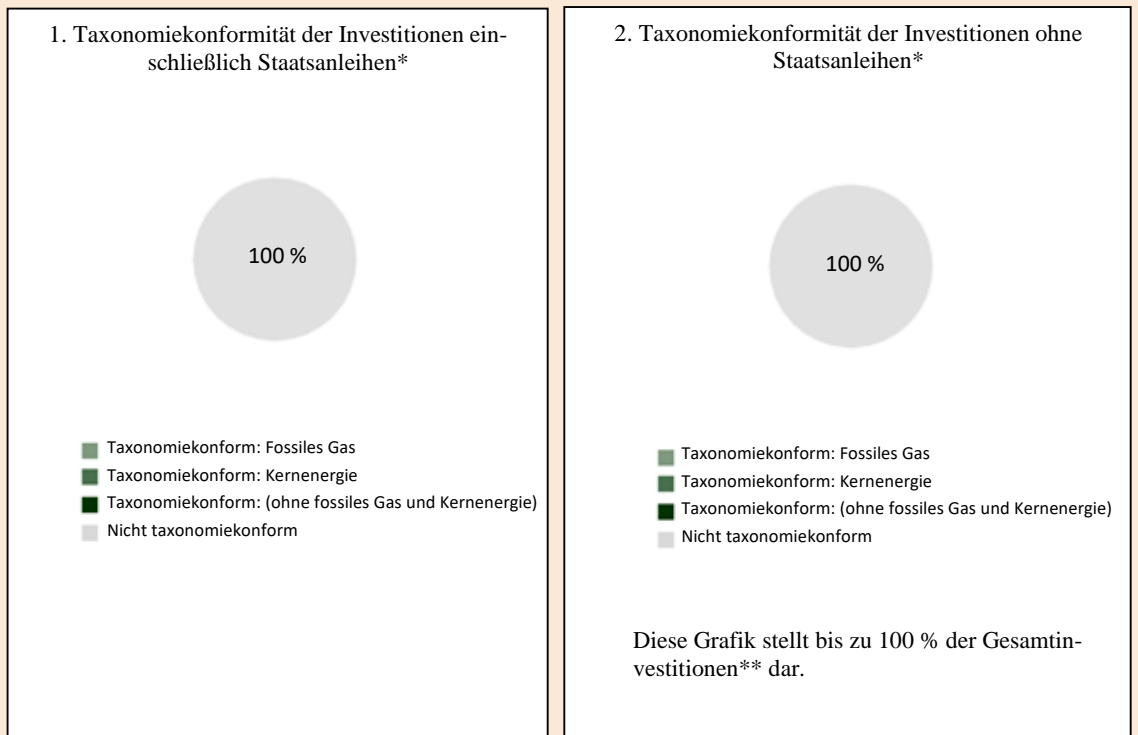 1. Taxonomiekonformität der Investitionen ein-
schließlich Staatsanleihen*
100 %
Taxonomiekonform: Fossiles Gas
Taxonomiekonform: Kernenergie
Taxonomiekonform: (ohne fossiles Gas und Kernenergie)
Nicht taxonomiekonform
2. Taxonomiekonformität der Investitionen ohne
Staatsanleihen*
100 %
Taxonomiekonform: Fossiles Gas
Taxonomiekonform: Kernenergie
Taxonomiekonform: (ohne fossiles Gas und Kernenergie)
Nicht taxonomiekonform
Diese Grafik stellt bis zu 100 % der Gesamtin-
vestitionen** dar.